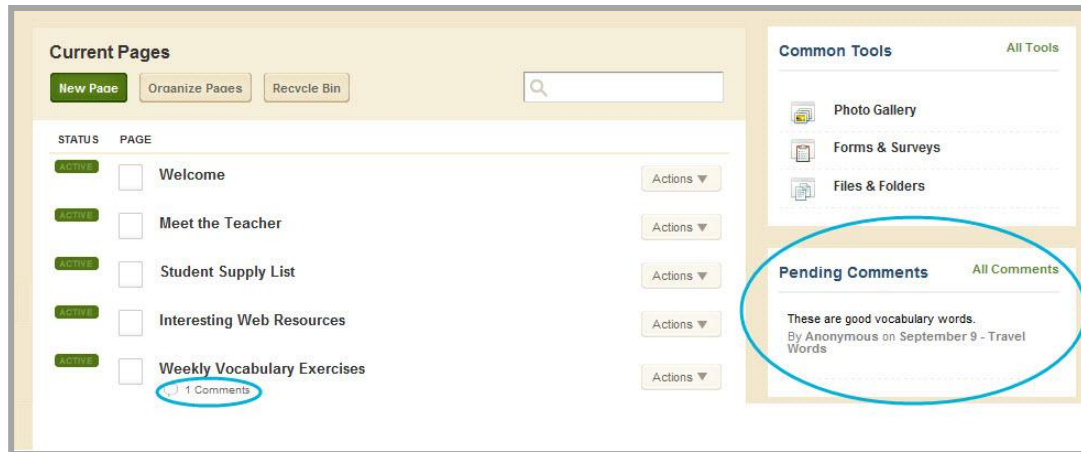 Current Pages
New Page Organize Pages Recycle Bin
STATUS PAGE
ACTIVE Welcome Actions ▼
ACTIVE Meet the Teacher Actions ▼
ACTIVE Student Supply List Actions ▼
ACTIVE Interesting Web Resources Actions ▼
ACTIVE Weekly Vocabulary Exercises Actions ▼
1 Comments
Common Tools All Tools
Photo Gallery
Forms & Surveys
Files & Folders
Pending Comments All Comments
These are good vocabulary words.
By Anonymous on September 9 - Travel
Words